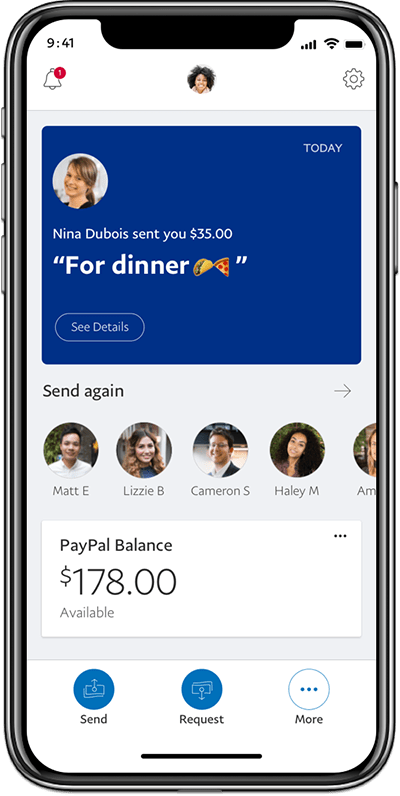 9:41
1
TODAY
Nina Dubois sent you $35.00
“For dinner🌮🍕”
See Details
Send again
Matt E
Lizzie B
Cameron S
Haley M
Am
PayPal Balance
$178.00
Available
Send
Request
More